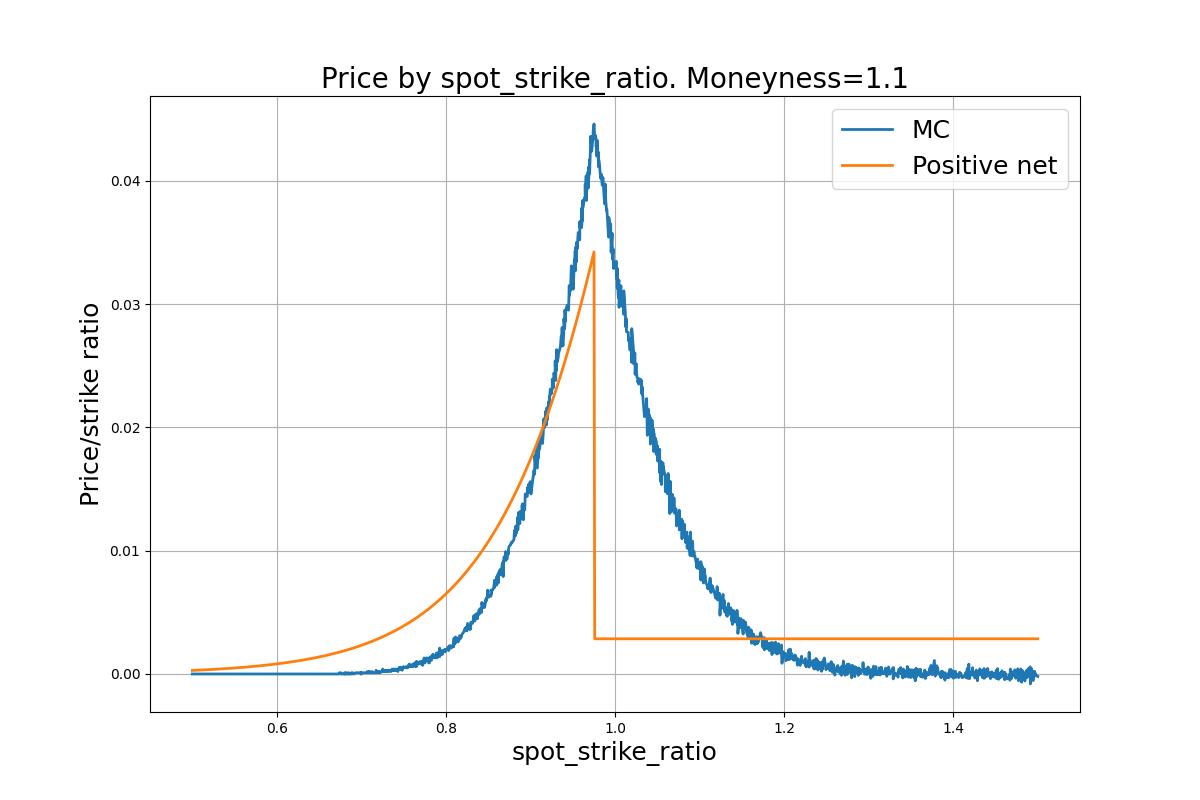 Price by spot_strike_ratio. Moneyness=1.1
MC
Positive net
0.04
0.03
0.02
0.01
0.00
Price/strike ratio
0.6 0.8 1.0 1.2 1.4
spot_strike_ratio